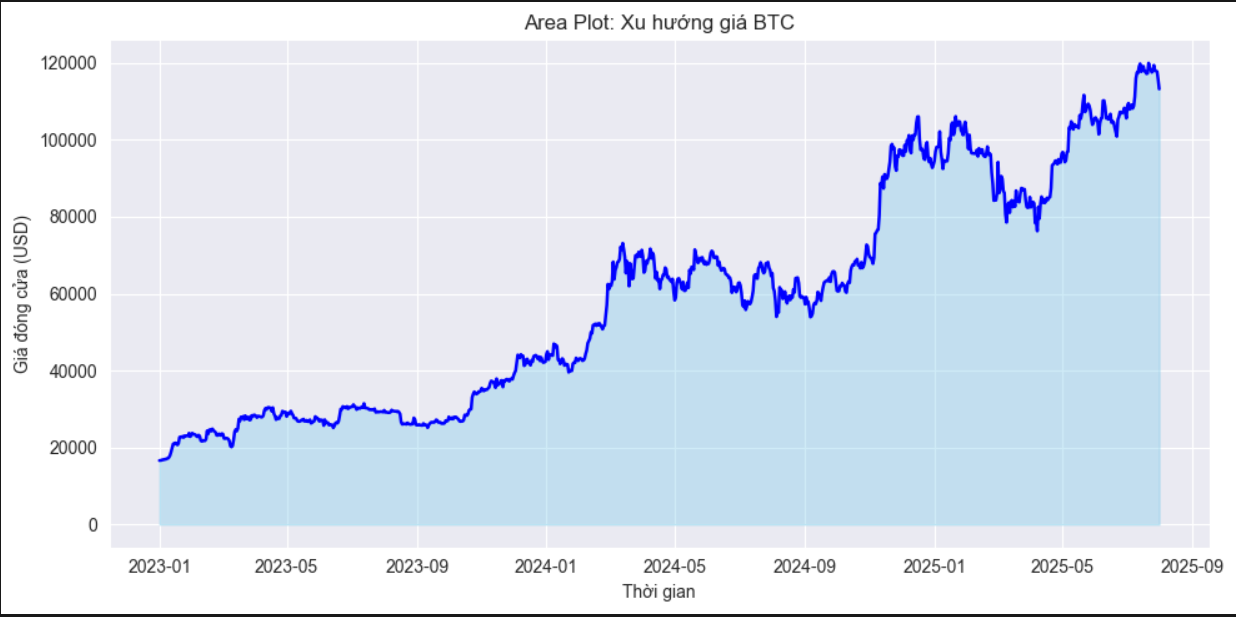 Area Plot: Xu hướng giá BTC
Giá đóng cửa (USD)
120000
100000
80000
60000
40000
20000
0
2023-01 2023-05 2023-09 2024-01 2024-05 2024-09 2025-01 2025-05 2025-09
Thời gian